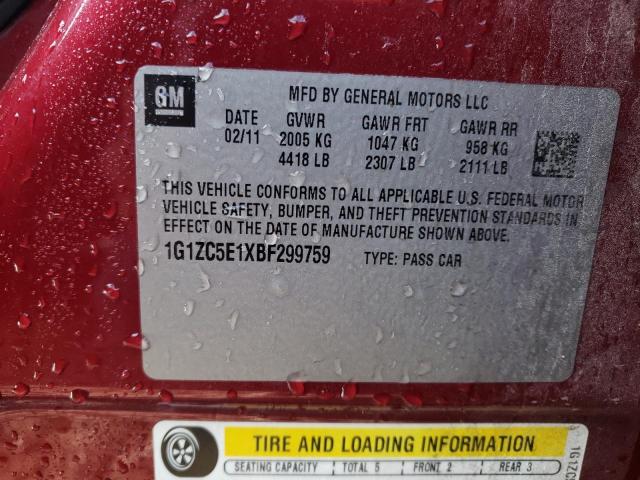 GM
MFD BY GENERAL MOTORS LLC
DATE GVWR GAWR FRT GAWR RR
02/11 2005 KG 1047 KG 958 KG
4418 LB 2307 LB 2111 LB
THIS VEHICLE CONFORMS TO ALL APPLICABLE U.S. FEDERAL MOTOR
VEHICLE SAFETY, BUMPER, AND THEFT PREVENTION STANDARDS IN
EFFECT ON THE DATE OF MANUFACTURE SHOWN ABOVE.
1G1ZC5E1XBF299759 TYPE: PASS CAR
TIRE AND LOADING INFORMATION
SEATING CAPACITY TOTAL 5 FRONT 2 REAR 3
1G1ZC